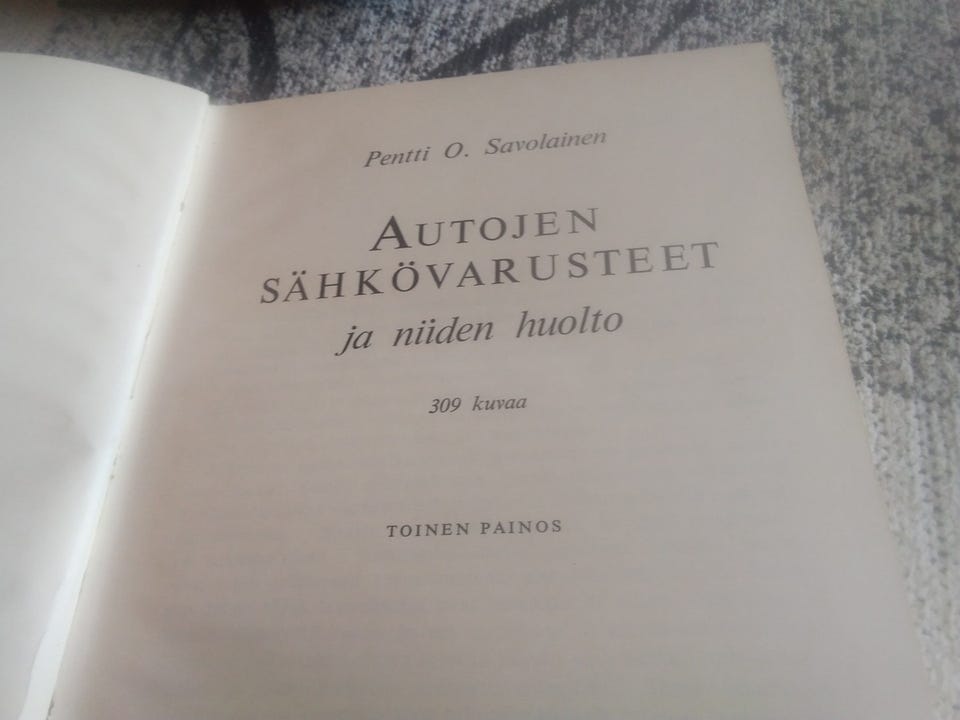 Pentti O. Savolainen
AUTOJEN
SÄHKÖVARUSTEET
ja niiden huolto
309 kuvaa
TOINEN PAINOS